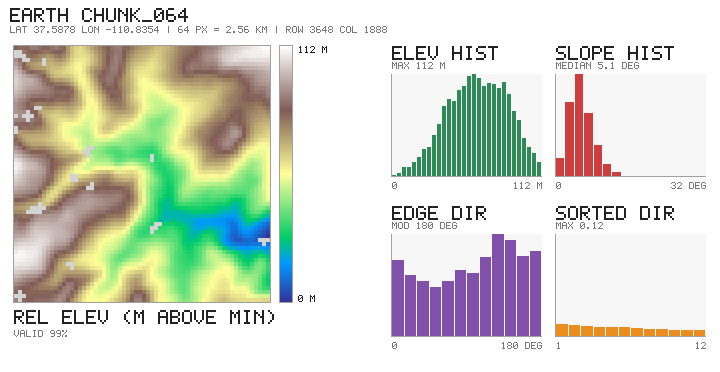 EARTH CHUNK_064
LAT 37.5878 LON -110.8354 | 64 PX = 2.56 KM | ROW 3648 COL 1888
112 M
0 M
REL ELEV (M ABOVE MIN)
VALID 99%
ELEV HIST
MAX 112 M
0 112 M
SLOPE HIST
MEDIAN 5.1 DEG
0 32 DEG
EDGE DIR
MOD 180 DEG
0 180 DEG
SORTED DIR
MAX 0.12
1 12